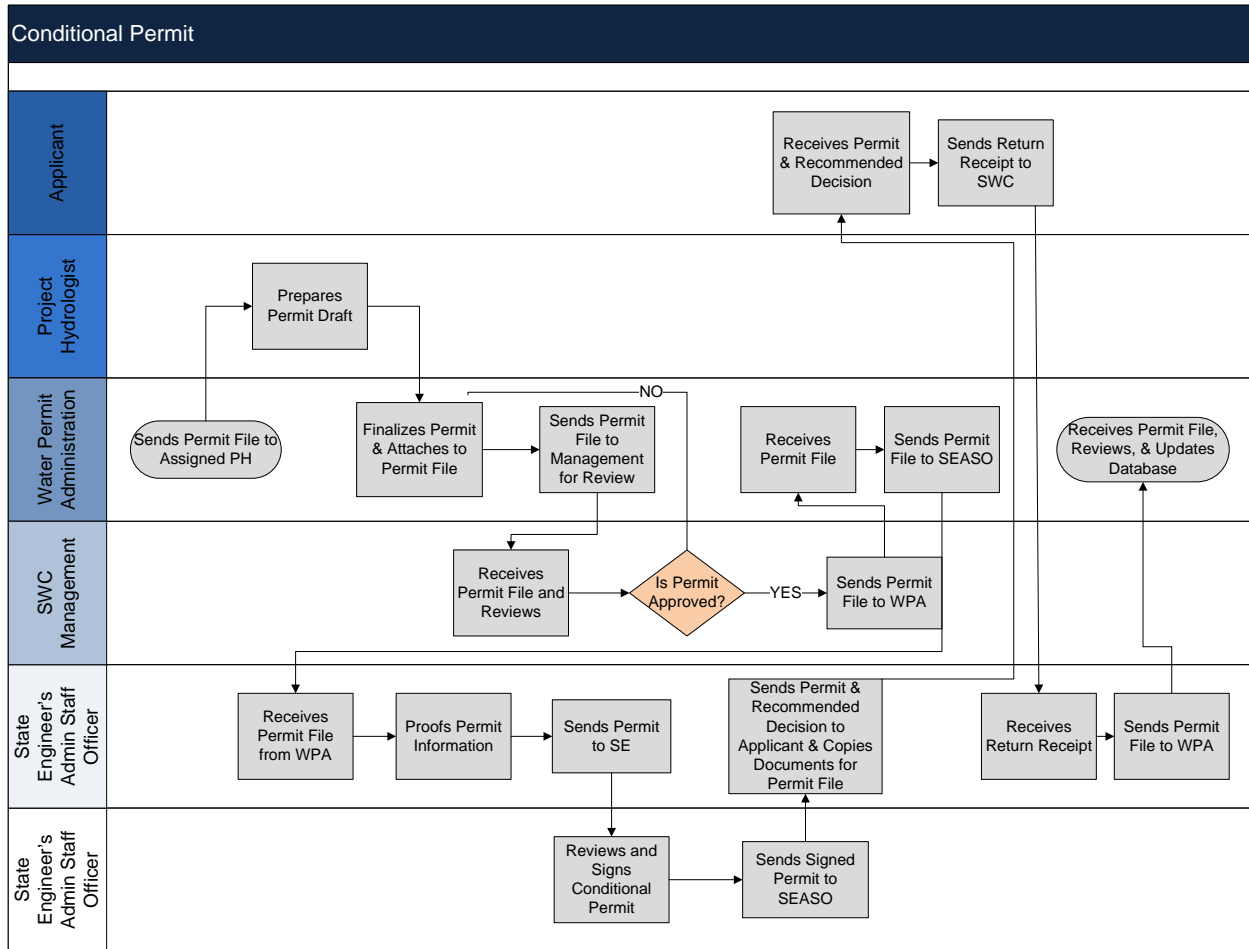 Conditional Permit
Applicant
Receives Permit
& Recommended
Decision
Sends Return
Receipt to
SWC
Project
Hydrologist
Prepares
Permit Draft
Water Permit
Administration
Sends Permit File to
Assigned PH
NO
Finalizes Permit
& Attaches to
Permit File
Sends Permit
File to
Management
for Review
Receives
Permit File
Sends Permit
File to SEASO
Receives Permit File,
Reviews, & Updates
Database
SWC
Management
Receives
Permit File and
Reviews
Is Permit
Approved?
YES
Sends Permit
File to WPA
State
Engineer's
Admin Staff
Officer
Receives
Permit File
from WPA
Proofs Permit
Information
Sends Permit
to SE
Sends Permit &
Recommended
Decision to
Applicant & Copies
Documents for
Permit File
Receives
Return Receipt
Sends Permit
File to WPA
State
Engineer's
Admin Staff
Officer
Reviews and
Signs
Conditional
Permit
Sends Signed
Permit to
SEASO